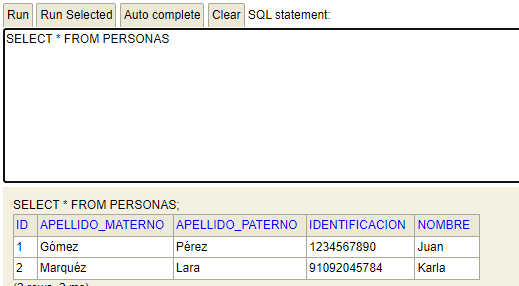 Run Run Selected Auto complete Clear SQL statement:
SELECT * FROM PERSONAS
SELECT * FROM PERSONAS;
ID APELLIDO_MATERNO APELLIDO_PATERNO IDENTIFICACION NOMBRE
1 Gómez Pérez 1234567890 Juan
2 Marquéz Lara 91092045784 Karla
(2 rows, 2 ms)